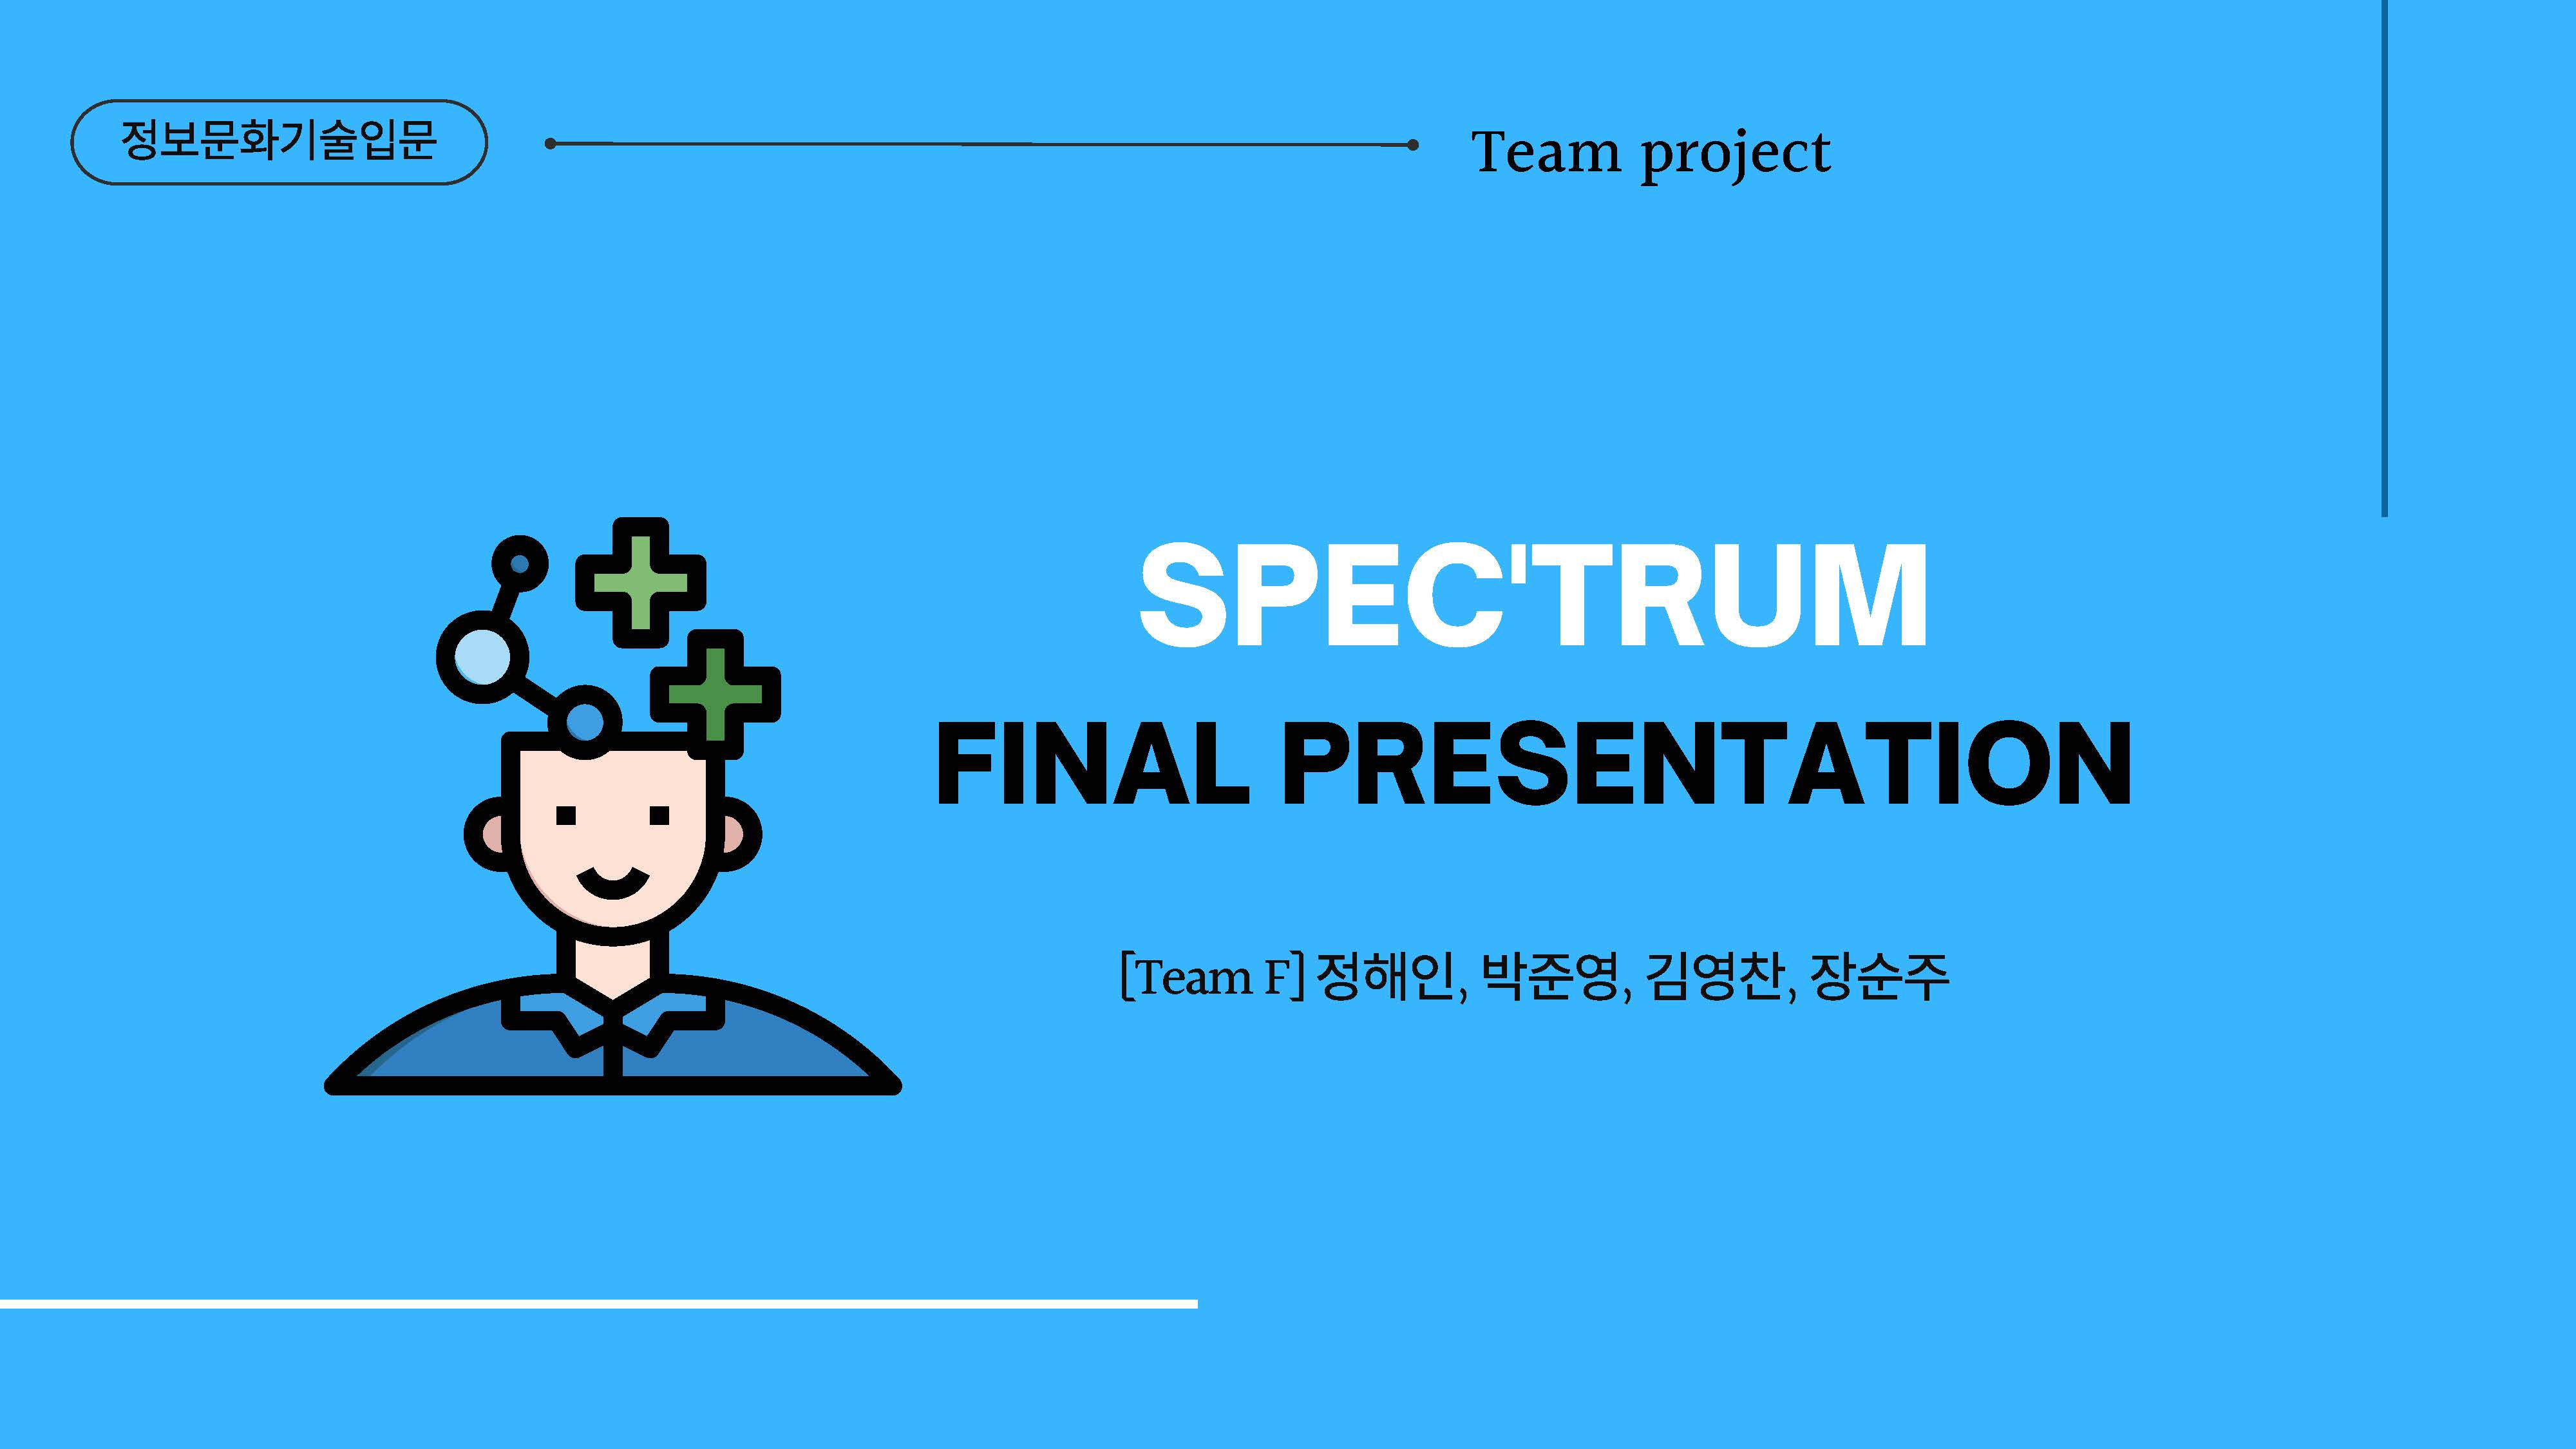 정보문화기술입문
Team project
SPEC'TRUM
FINAL PRESENTATION
[Team F] 정해인, 박준영, 김영찬, 장순주